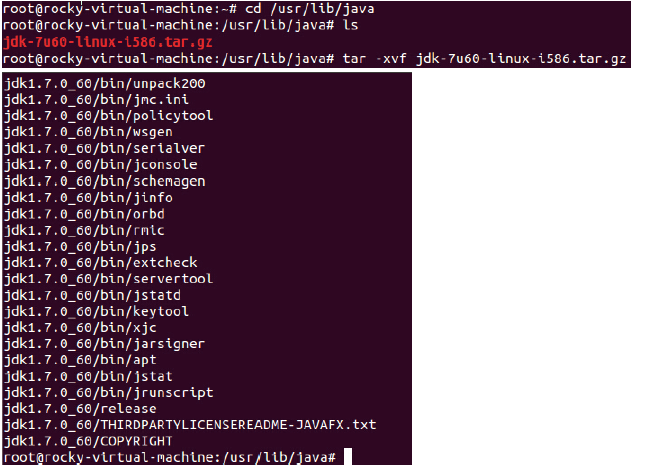 root@rocky-virtual-machine:~# cd /usr/lib/java
root@rocky-virtual-machine:/usr/lib/java# ls
jdk-7u60-linux-i586.tar.gz
root@rocky-virtual-machine:/usr/lib/java# tar -xvf jdk-7u60-linux-i586.tar.gz
jdk1.7.0_60/bin/unpack200
jdk1.7.0_60/bin/jmc.ini
jdk1.7.0_60/bin/policytool
jdk1.7.0_60/bin/wsgen
jdk1.7.0_60/bin/serialver
jdk1.7.0_60/bin/jconsole
jdk1.7.0_60/bin/schemagen
jdk1.7.0_60/bin/jinfo
jdk1.7.0_60/bin/orbd
jdk1.7.0_60/bin/rmic
jdk1.7.0_60/bin/jps
jdk1.7.0_60/bin/extcheck
jdk1.7.0_60/bin/servertool
jdk1.7.0_60/bin/jstatd
jdk1.7.0_60/bin/keytool
jdk1.7.0_60/bin/xjc
jdk1.7.0_60/bin/jarsigner
jdk1.7.0_60/bin/apt
jdk1.7.0_60/bin/jstat
jdk1.7.0_60/bin/jrunscript
jdk1.7.0_60/release
jdk1.7.0_60/THIRDPARTYLICENSEREADME-JAVAFX.txt
jdk1.7.0_60/COPYRIGHT
root@rocky-virtual-machine:/usr/lib/java#